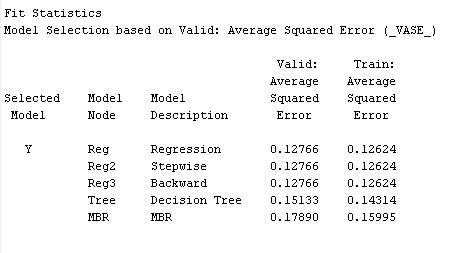 Fit Statistics
Model Selection based on Valid: Average Squared Error (_VASE_)
Valid: Train:
Average Average
Selected Model Model Squared Squared
Model Node Description Error Error
Y Reg Regression 0.12766 0.12624
Reg2 Stepwise 0.12766 0.12624
Reg3 Backward 0.12766 0.12624
Tree Decision Tree 0.15133 0.14314
MBR MBR 0.17890 0.15995